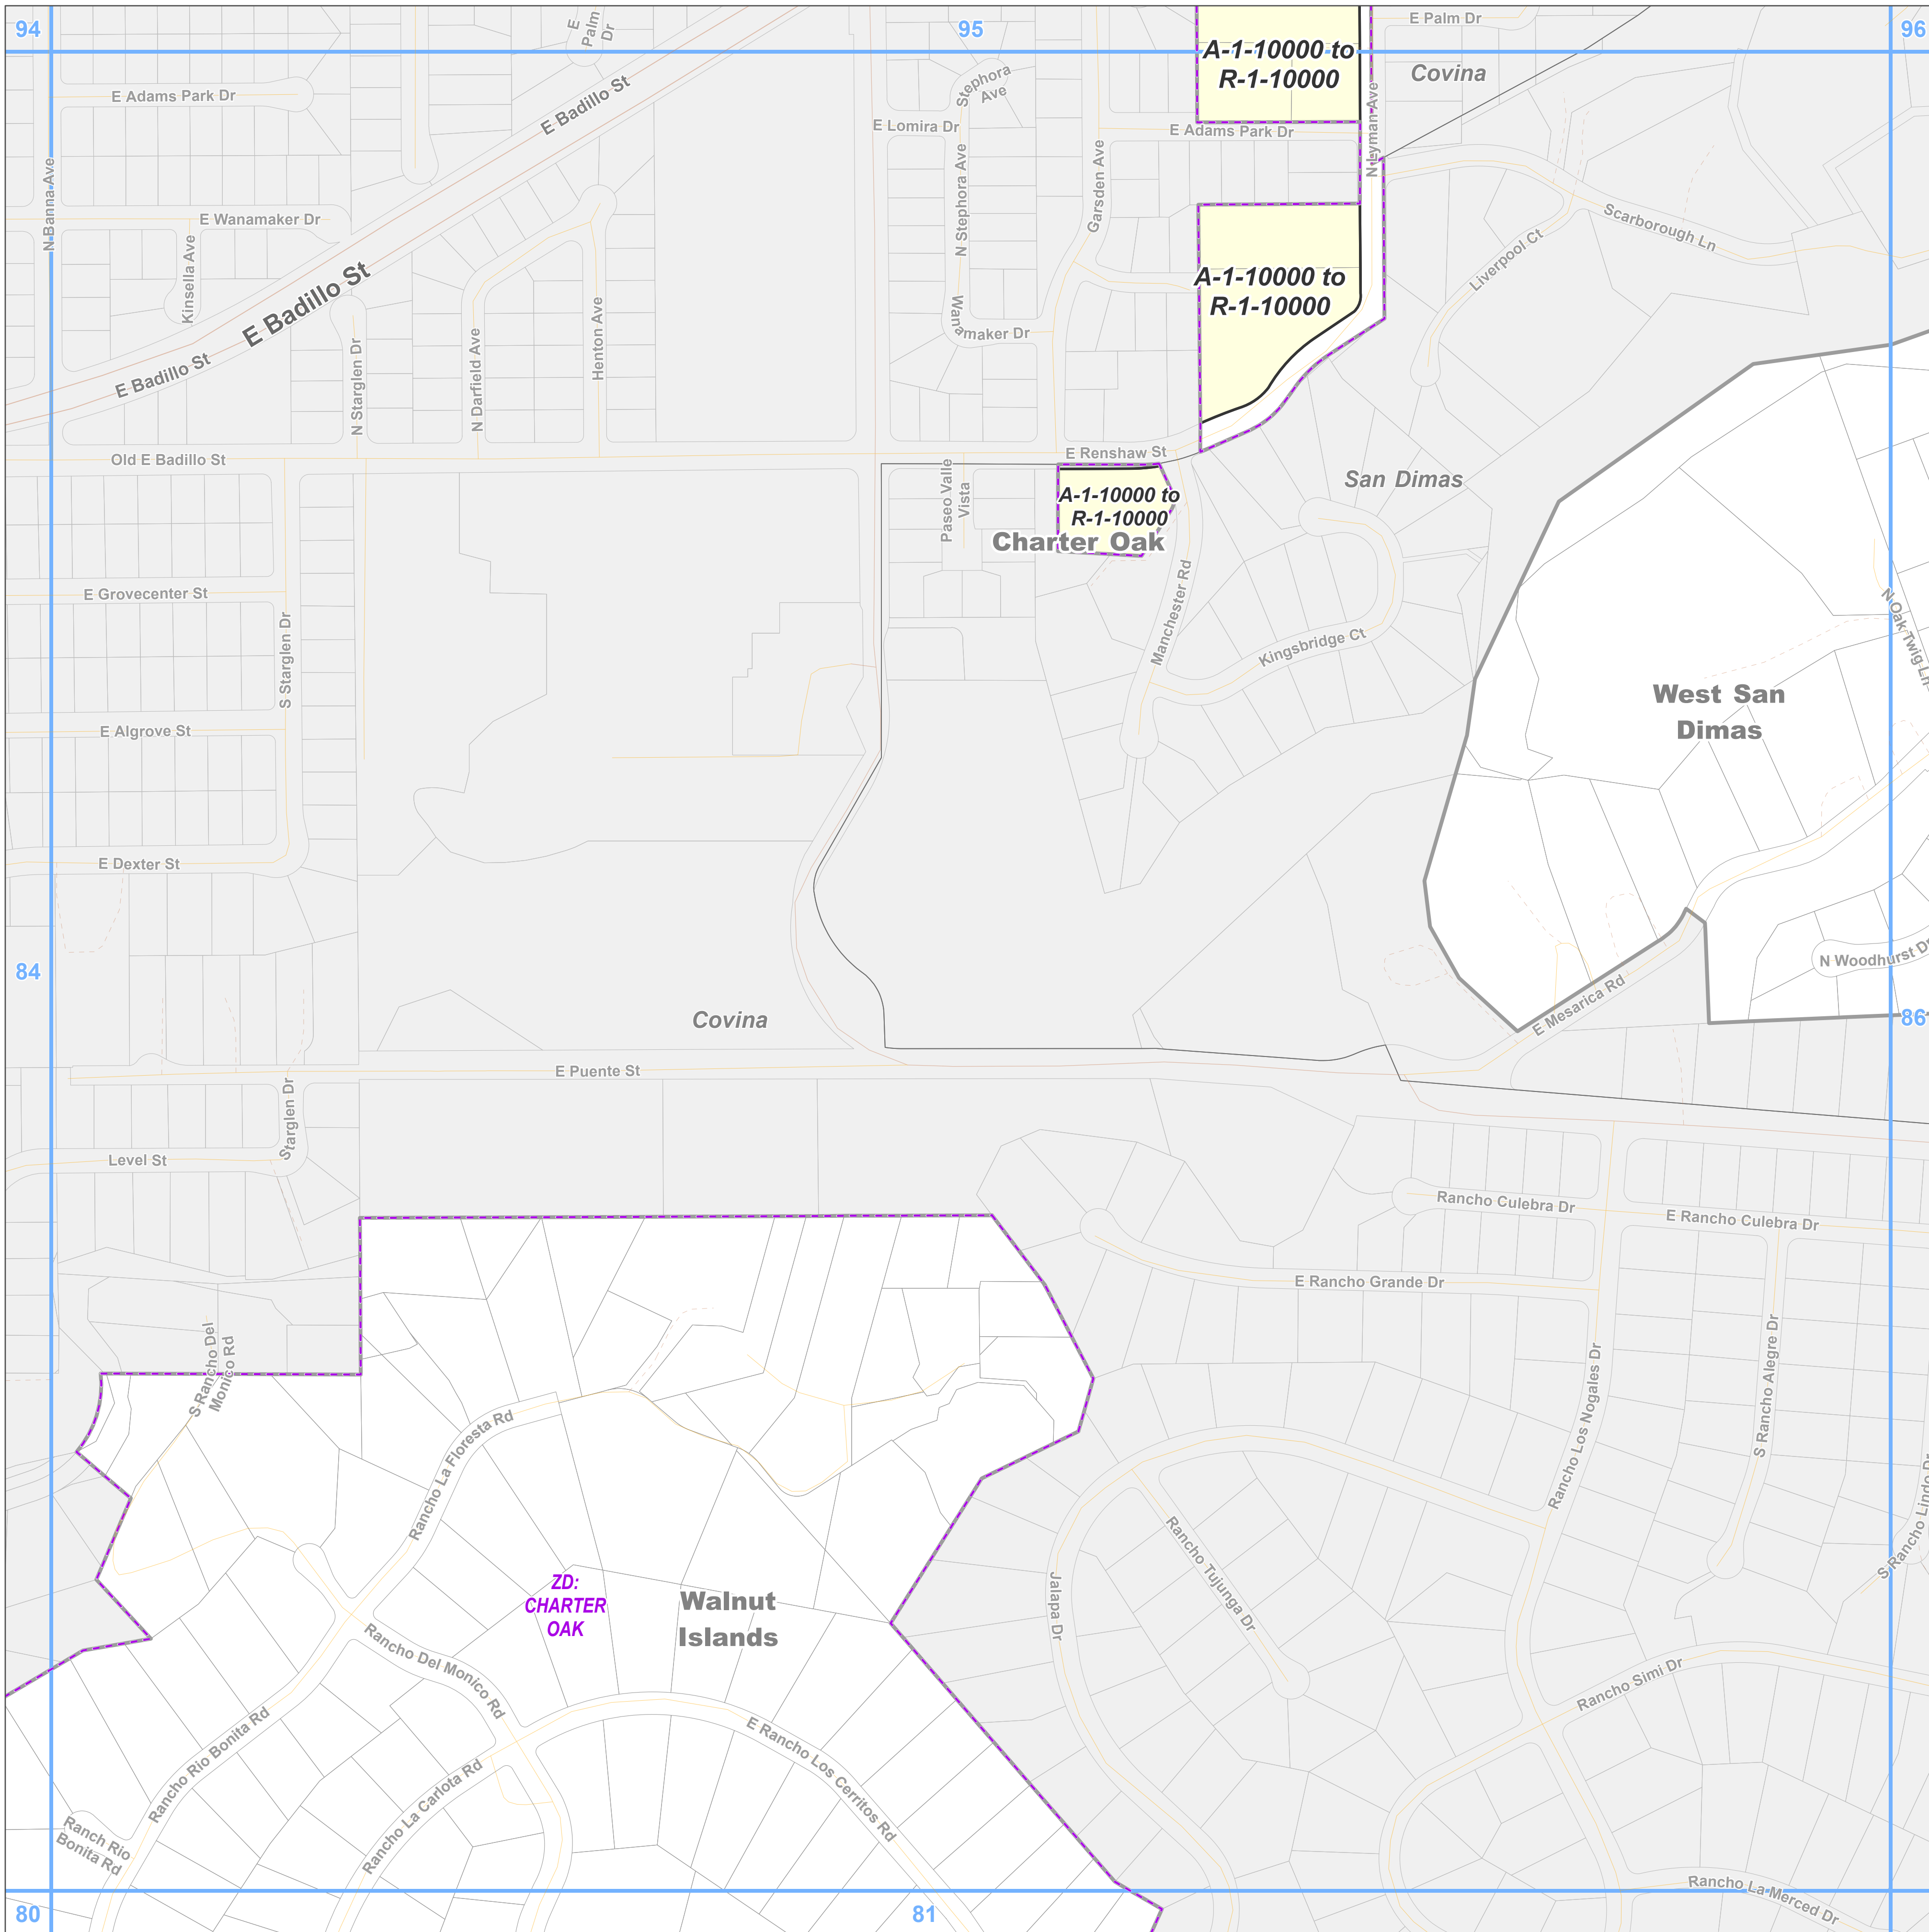 94
95
96
E Palm
Dr
E Palm Dr
A-1-10000 to
R-1-10000
Covina
E Adams Park Dr
E Badillo St
Stephora
Ave
E Lomira Dr
E Adams Park Dr
N Lyman Ave
N Banna Ave
E Wanamaker Dr
Kinsella Ave
N Stephora Ave
Garsden Ave
Scarborough Ln
Liverpool Ct
A-1-10000 to
R-1-10000
E Badillo St
E Badillo St
N Starglen Dr
N Darfield Ave
Henton Ave
Wana
maker Dr
Old E Badillo St
E Renshaw St
San Dimas
Paseo Valle
Vista
A-1-10000 to
R-1-10000
Charter Oak
E Grovecenter St
S Starglen Dr
Manchester Rd
Kingsbridge Ct
N Oak Twig Ln
West San
Dimas
E Algrove St
E Dexter St
84
N Woodhurst Dr
E Mesarica Rd
86
Covina
E Puente St
Starglen Dr
Level St
Rancho Culebra Dr
E Rancho Culebra Dr
E Rancho Grande Dr
S Rancho Del
Monico Rd
Rancho La Floresta Rd
Rancho Los Nogales Dr
S Rancho Alegre Dr
S Rancho Lindo Dr
Rancho Tujunga Dr
Jalapa Dr
ZD:
CHARTER
OAK
Walnut
Islands
Rancho Del Monico Rd
Rancho Simi Dr
Rancho Rio Bonita Rd
E Rancho Los Cerritos Rd
Rancho La Carlota Rd
Ranch Rio
Bonita Rd
Rancho La Merced Dr
80
81